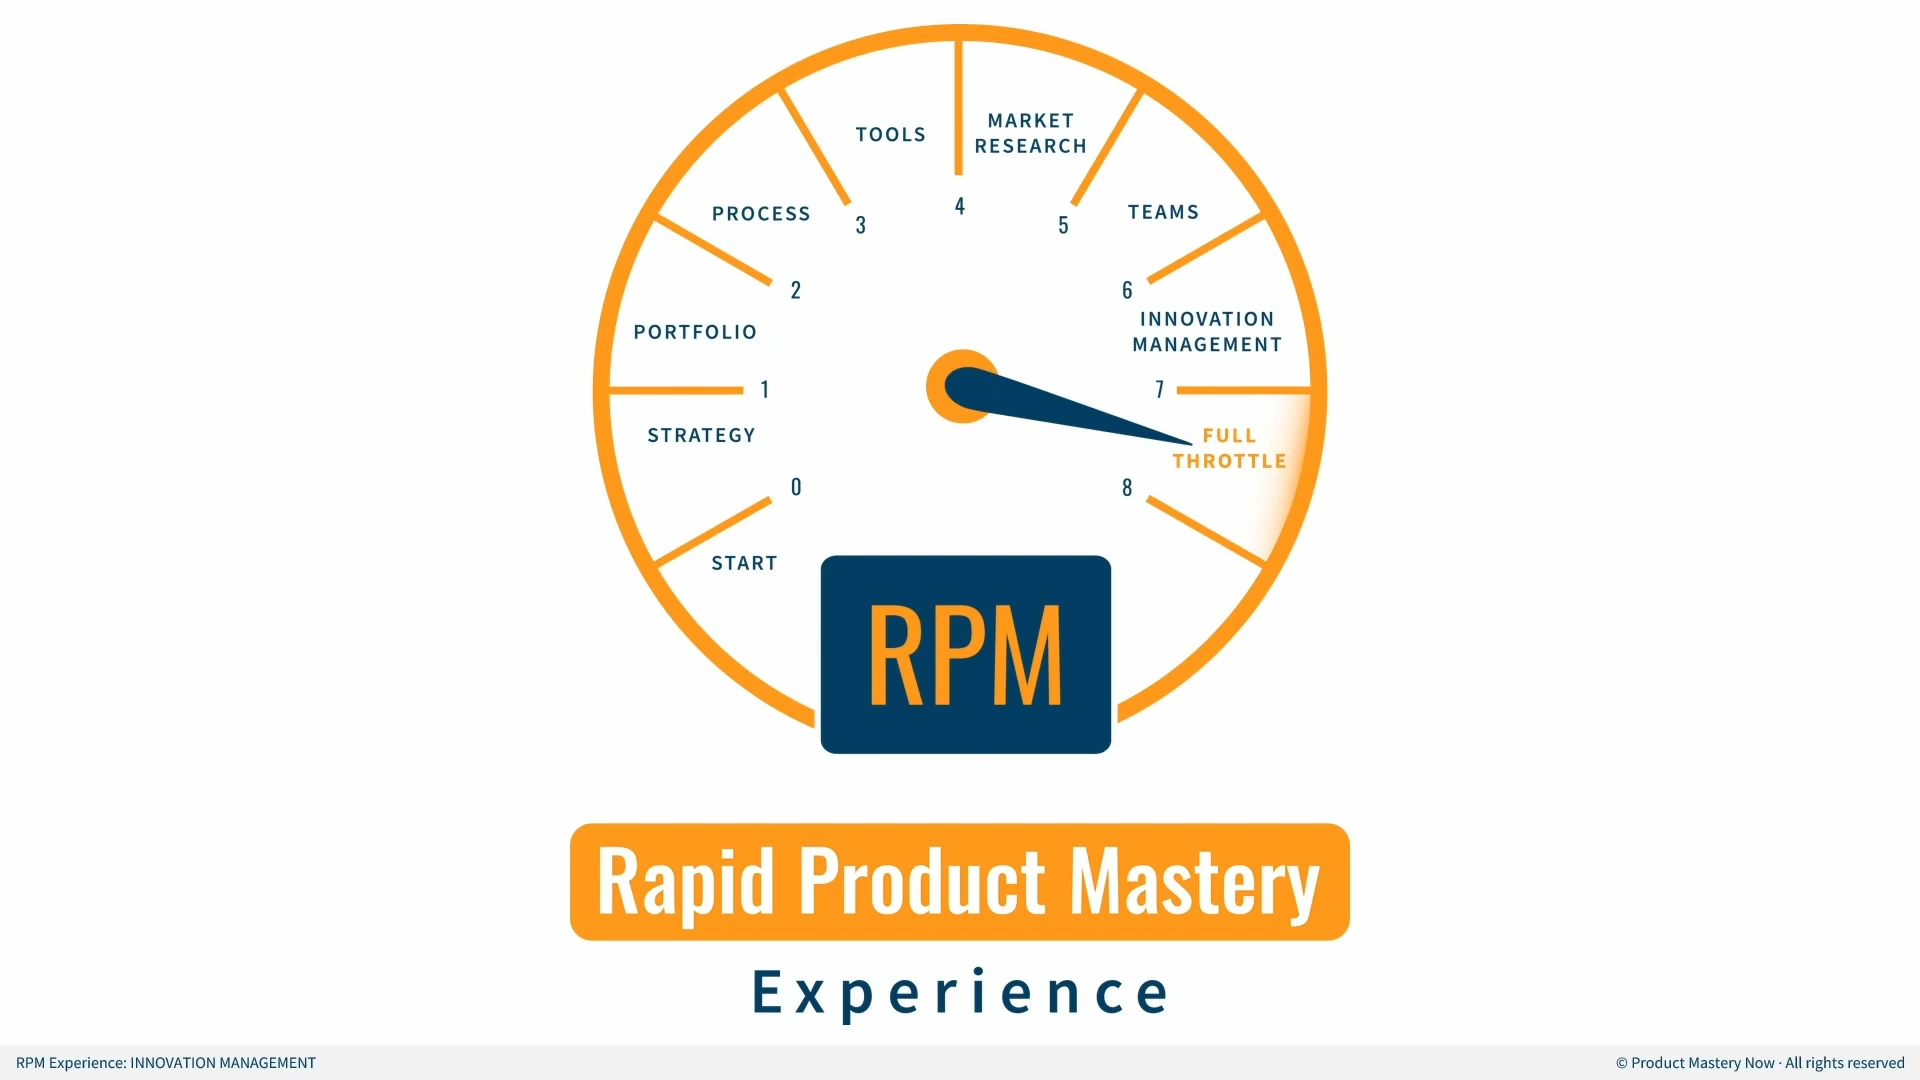 START
0
STRATEGY
1
PORTFOLIO
2
PROCESS
3
TOOLS
4
MARKET
RESEARCH
5
TEAMS
6
INNOVATION
MANAGEMENT
7
FULL
THROTTLE
8
RPM
Rapid Product Mastery
Experience
RPM Experience: INNOVATION MANAGEMENT
© Product Mastery Now · All rights reserved